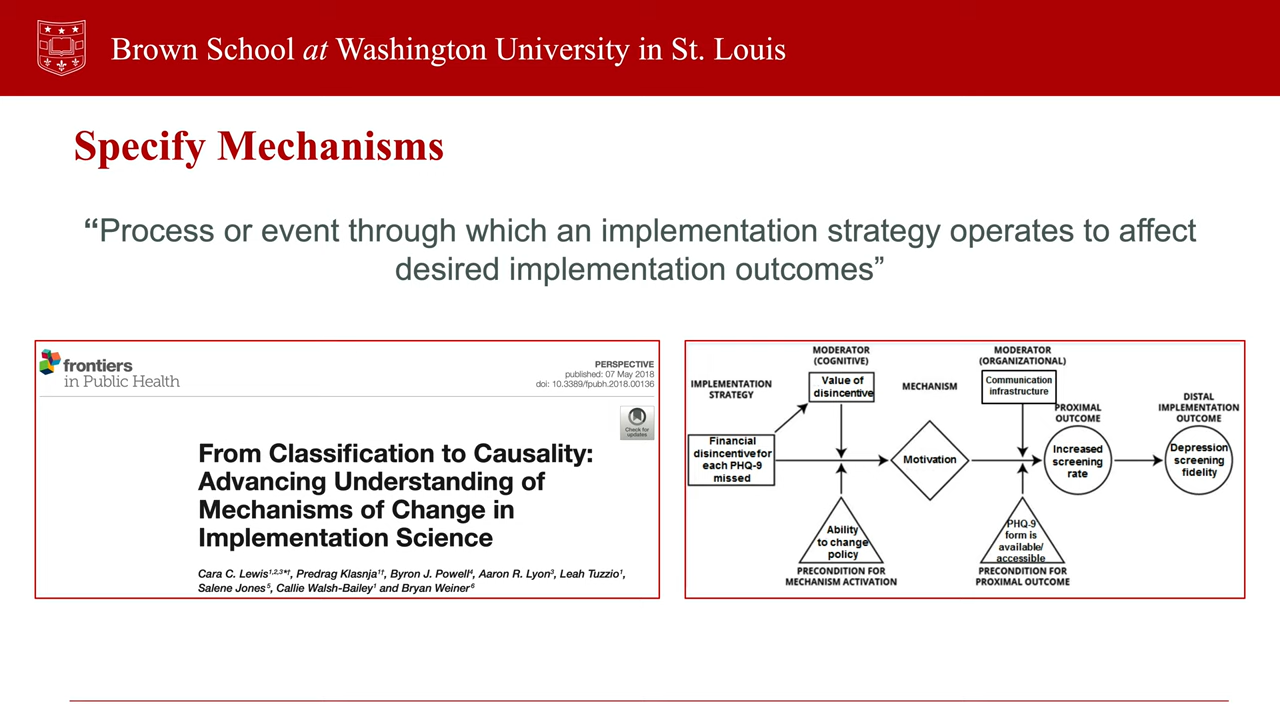 Brown School at Washington University in St. Louis
Specify Mechanisms
“Process or event through which an implementation strategy operates to affect
desired implementation outcomes”
frontiers
in Public Health
PERSPECTIVE
published: 07 May 2018
doi: 10.3389/fpubh.2018.00136
Check for
updates
From Classification to Causality:
Advancing Understanding of
Mechanisms of Change in
Implementation Science
Cara C. Lewis1,2,3*†, Predrag Klasnja1†, Byron J. Powell4, Aaron R. Lyon3, Leah Tuzzio1,
Salene Jones5, Callie Walsh-Bailey1 and Bryan Weiner6
IMPLEMENTATION
STRATEGY
Financial
disincentive for
each PHQ-9
missed
MODERATOR
(COGNITIVE)
Value of
disincentive
Ability
to change
policy
PRECONDITION FOR
MECHANISM ACTIVATION
MECHANISM
Motivation
MODERATOR
(ORGANIZATIONAL)
Communication
infrastructure
PHQ-9
form is
available/
accessible
PRECONDITION FOR
PROXIMAL OUTCOME
PROXIMAL
OUTCOME
Increased
screening
rate
DISTAL
IMPLEMENTATION
OUTCOME
Depression
screening
fidelity